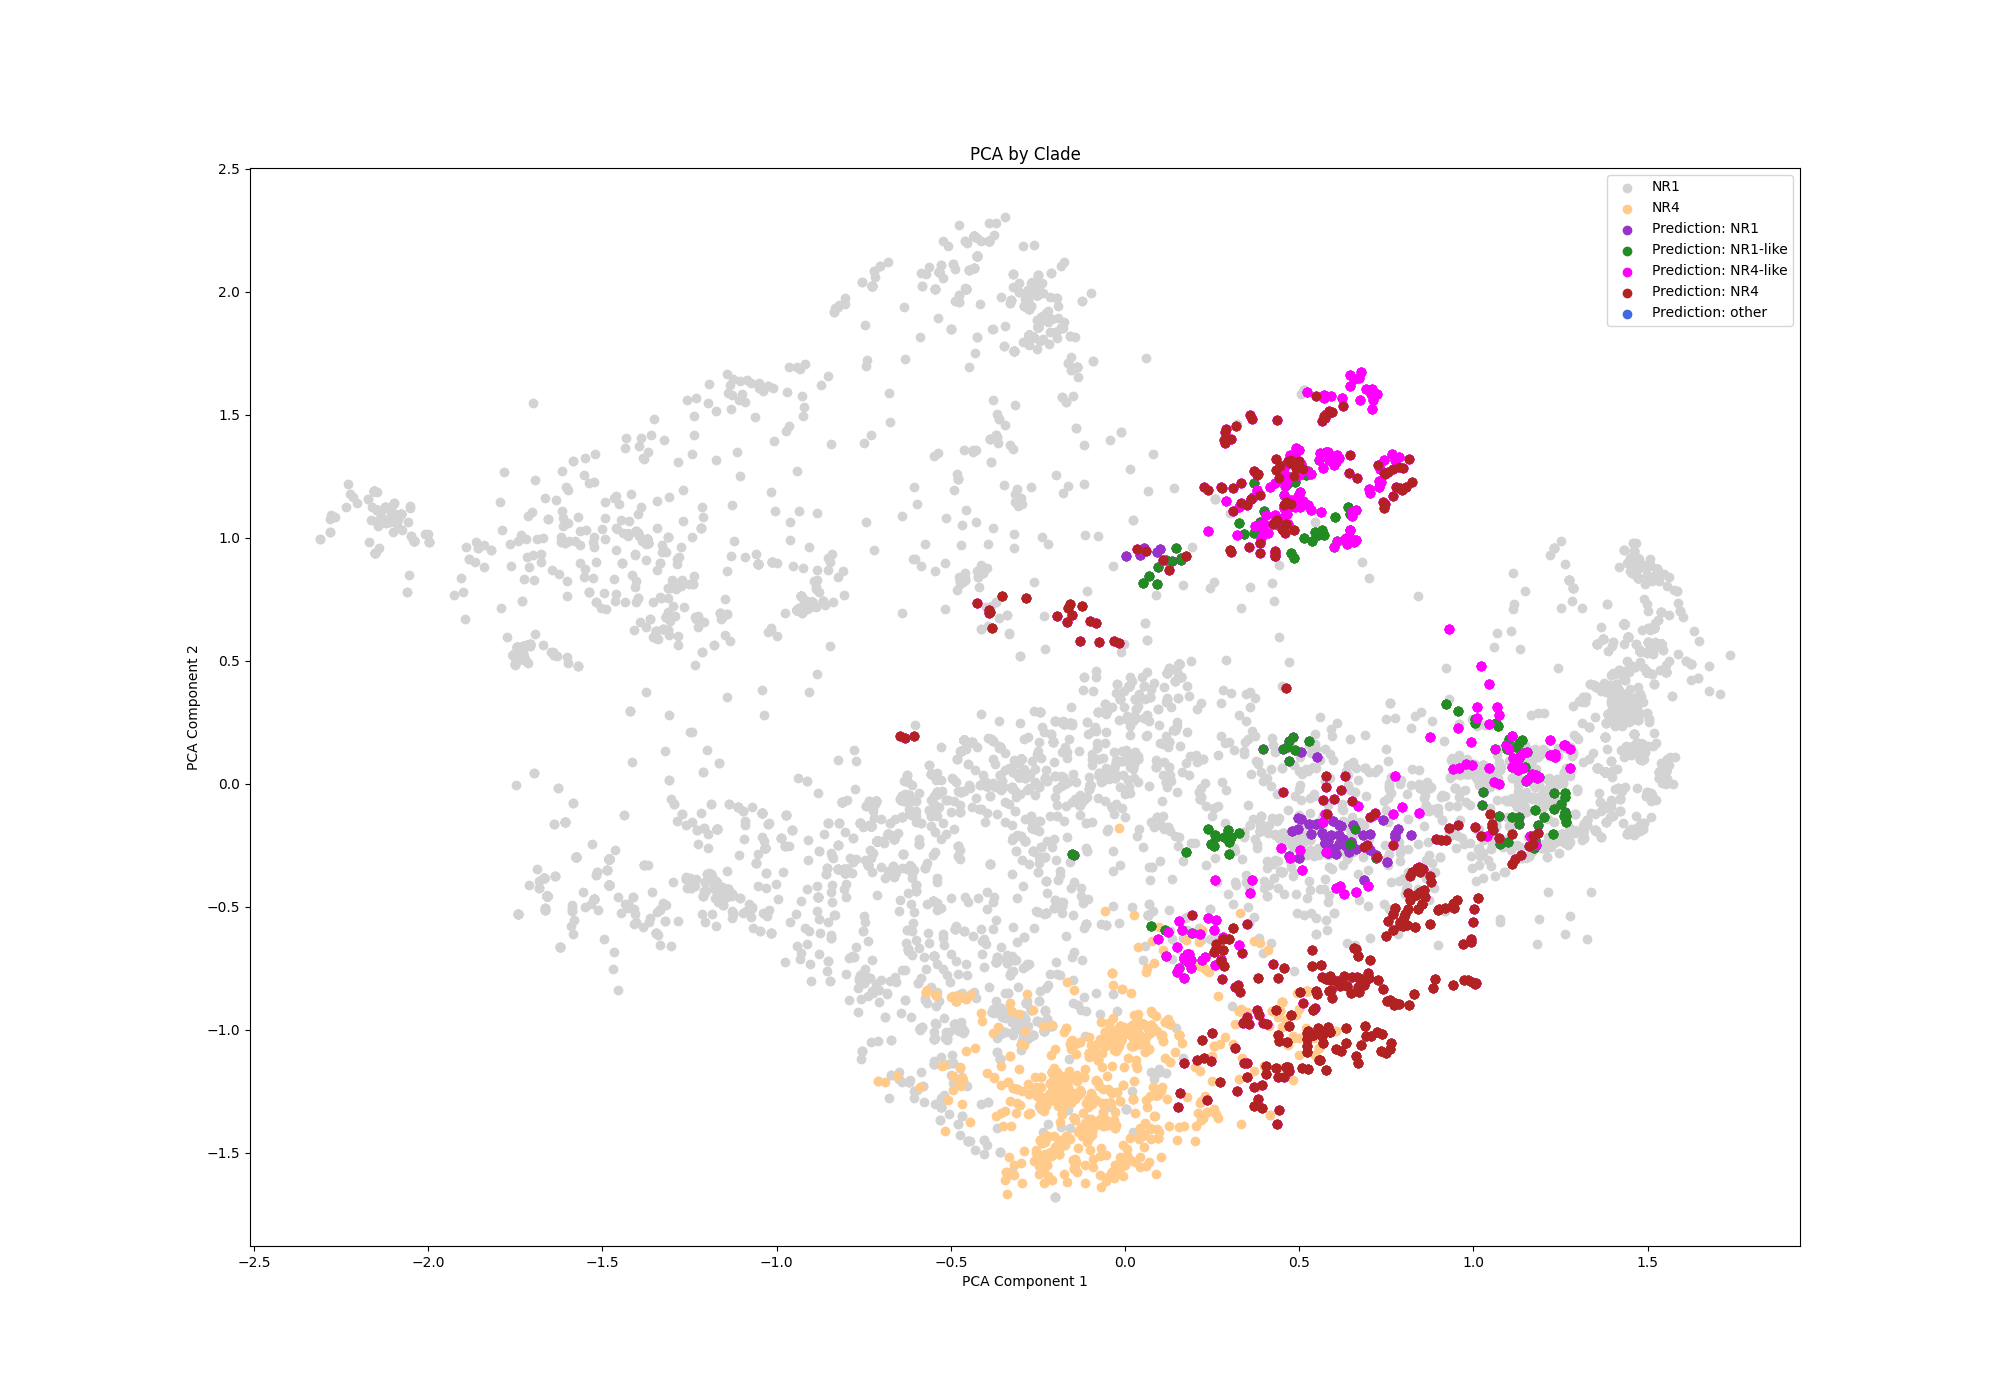 PCA by Clade
NR1
NR4
Prediction: NR1
Prediction: NR1-like
Prediction: NR4-like
Prediction: NR4
Prediction: other
2.5
2.0
1.5
1.0
0.5
0.0
−0.5
−1.0
−1.5
PCA Component 2
−2.5 −2.0 −1.5 −1.0 −0.5 0.0 0.5 1.0 1.5
PCA Component 1